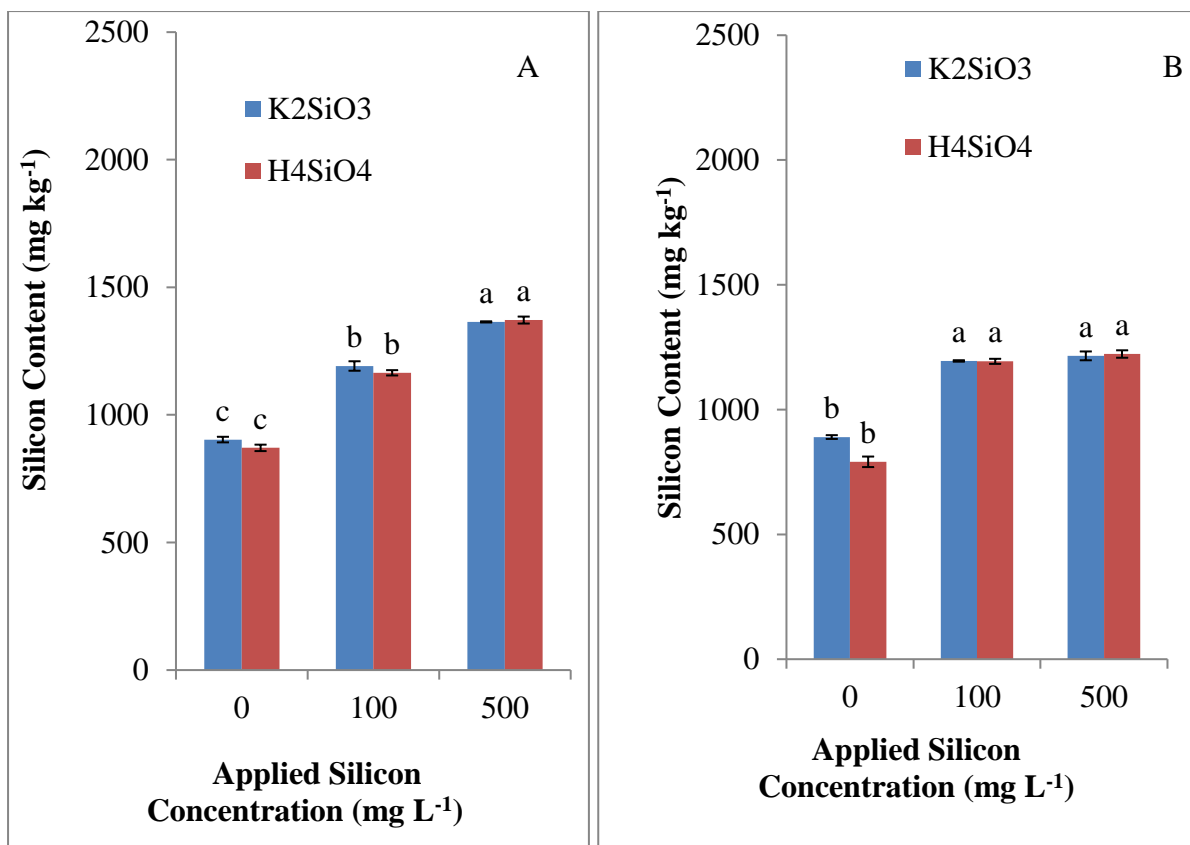 A
K2SiO3
H4SiO4
Silicon Content (mg kg⁻¹)
2500
2000
1500
1000
500
0
c c
b b
a a
0 100 500
Applied Silicon
Concentration (mg L⁻¹)
B
K2SiO3
H4SiO4
Silicon Content (mg kg⁻¹)
2500
2000
1500
1000
500
0
b b
a a
a a
0 100 500
Applied Silicon
Concentration (mg L⁻¹)